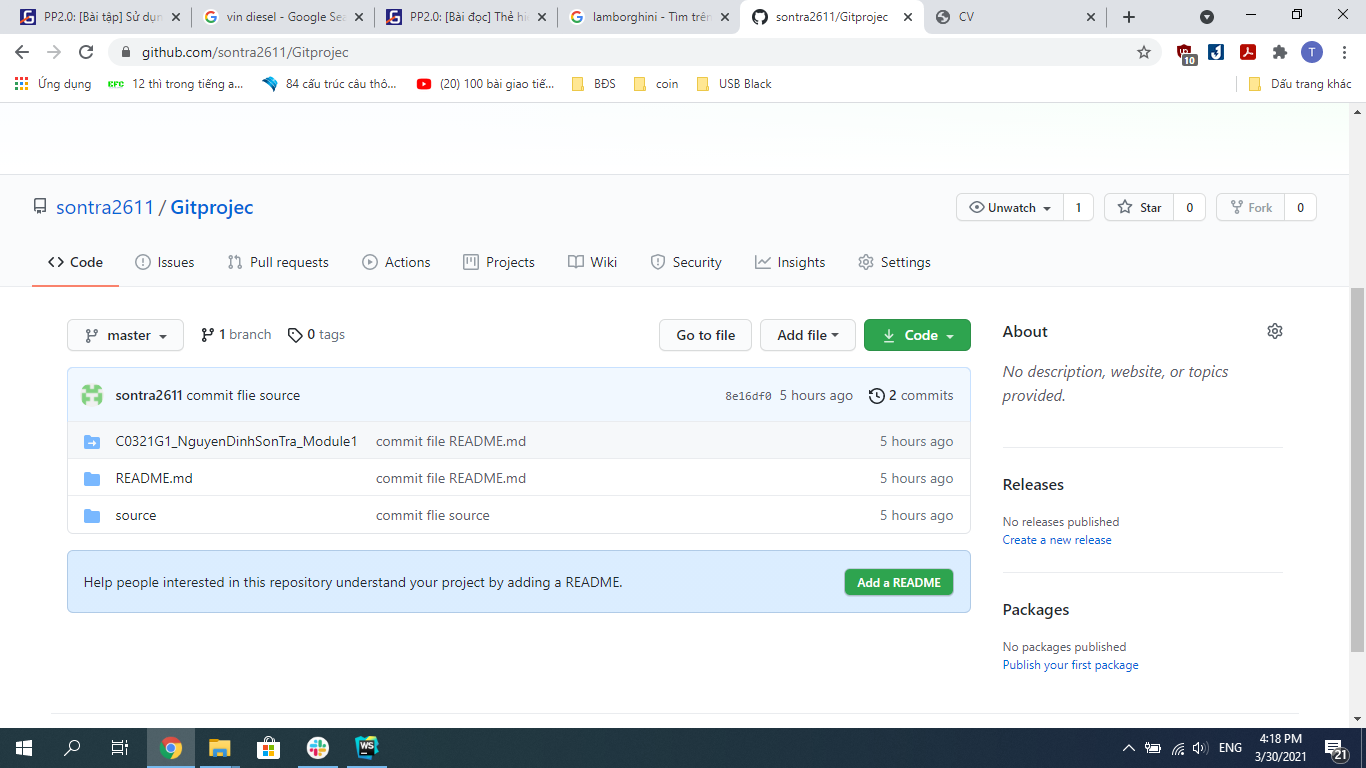 PP2.0: [Bài tập] Sử dụn
vin diesel - Google Sea
PP2.0: [Bài đọc] Thẻ hi
lamborghini - Tìm trên
sontra2611/Gitprojec
CV
github.com/sontra2611/Gitprojec
10
T
Ứng dụng
12 thì trong tiếng a...
84 cấu trúc câu thô...
(20) 100 bài giao tiế...
BĐS
coin
USB Black
Dấu trang khác
sontra2611 / Gitprojec
Unwatch 1
Star 0
Fork 0
Code
Issues
Pull requests
Actions
Projects
Wiki
Security
Insights
Settings
master
1 branch
0 tags
Go to file
Add file
Code
sontra2611 commit flie source 8e16df0 5 hours ago 2 commits
C0321G1_NguyenDinhSonTra_Module1 commit file README.md 5 hours ago
README.md commit file README.md 5 hours ago
source commit flie source 5 hours ago
Help people interested in this repository understand your project by adding a README.
Add a README
About
No description, website, or topics
provided.
Releases
No releases published
Create a new release
Packages
No packages published
Publish your first package
WS
ENG
4:18 PM
3/30/2021
21